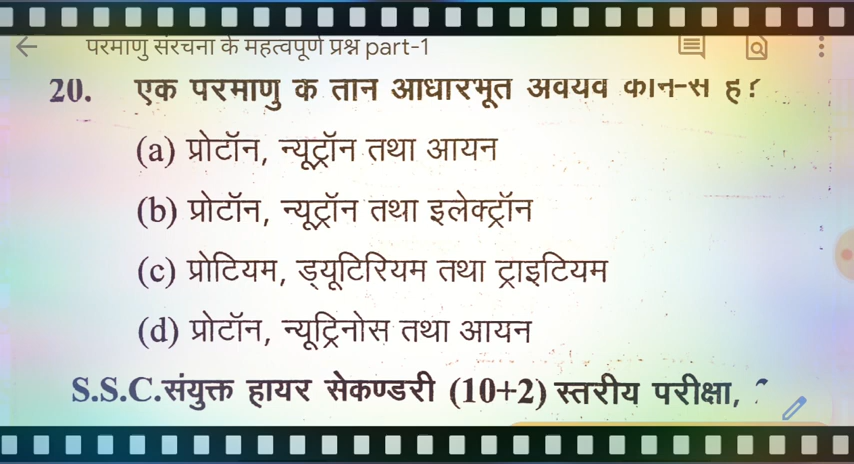 परमाणु संरचना के महत्वपूर्ण प्रश्न part-1
20. एक परमाणु के तीन आधारभूत अवयव कौन-से हैं?
(a) प्रोटॉन, न्यूट्रॉन तथा आयन
(b) प्रोटॉन, न्यूट्रॉन तथा इलेक्ट्रॉन
(c) प्रोटियम, ड्यूटिरियम तथा ट्राइटियम
(d) प्रोटॉन, न्यूट्रिनोस तथा आयन
S.S.C.संयुक्त हायर सेकण्डरी (10+2) स्तरीय परीक्षा,